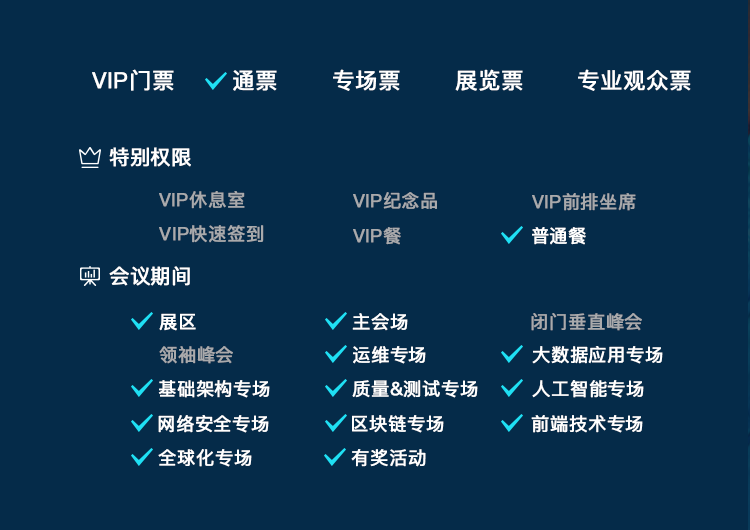 VIP门票 通票 专场票 展览票 专业观众票
特别权限
VIP休息室 VIP纪念品 VIP前排坐席
VIP快速签到 VIP餐 普通餐
会议期间
展区 主会场 闭门垂直峰会
领袖峰会 运维专场 大数据应用专场
基础架构专场 质量&测试专场 人工智能专场
网络安全专场 区块链专场 前端技术专场
全球化专场 有奖活动